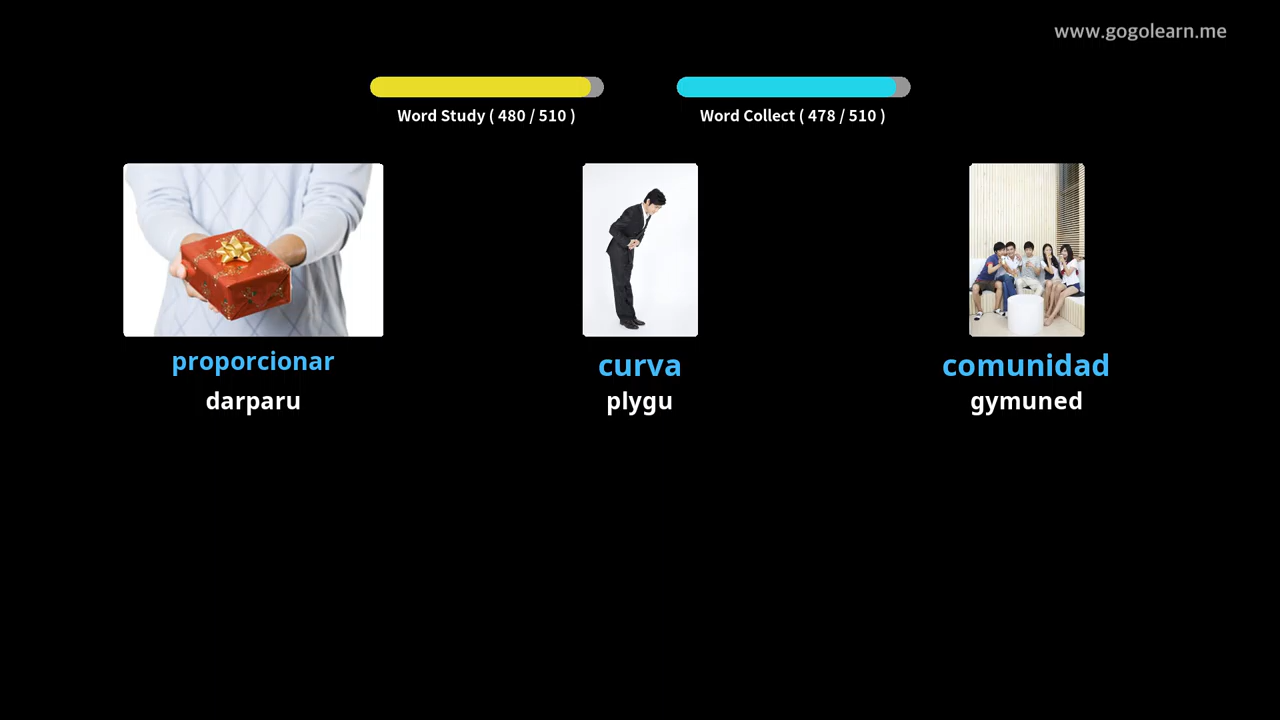 www.gogolearn.me
Word Study ( 480 / 510 )
Word Collect ( 478 / 510 )
proporcionar
darparu
curva
plygu
comunidad
gymuned